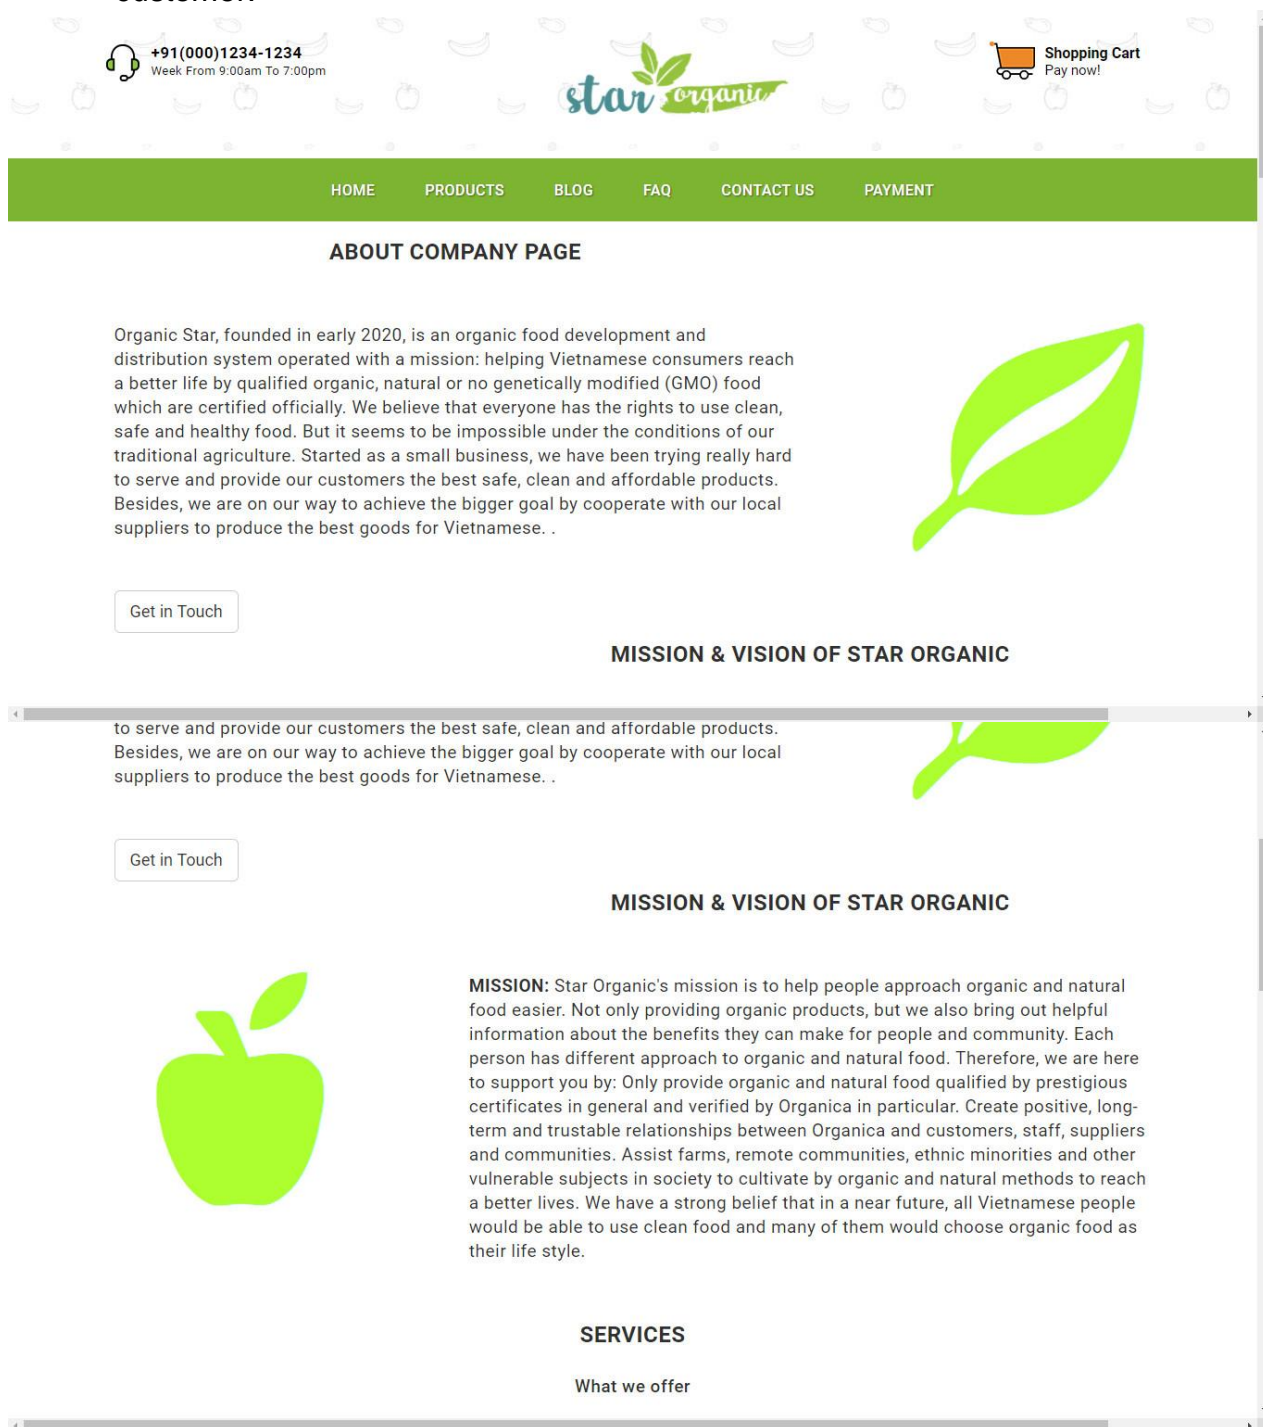 customer.
+91(000)1234-1234
Week From 9:00am To 7:00pm
star organic
Shopping Cart
Pay now!
HOME PRODUCTS BLOG FAQ CONTACT US PAYMENT
ABOUT COMPANY PAGE
Organic Star, founded in early 2020, is an organic food development and
distribution system operated with a mission: helping Vietnamese consumers reach
a better life by qualified organic, natural or no genetically modified (GMO) food
which are certified officially. We believe that everyone has the rights to use clean,
safe and healthy food. But it seems to be impossible under the conditions of our
traditional agriculture. Started as a small business, we have been trying really hard
to serve and provide our customers the best safe, clean and affordable products.
Besides, we are on our way to achieve the bigger goal by cooperate with our local
suppliers to produce the best goods for Vietnamese. .
Get in Touch
MISSION & VISION OF STAR ORGANIC
to serve and provide our customers the best safe, clean and affordable products.
Besides, we are on our way to achieve the bigger goal by cooperate with our local
suppliers to produce the best goods for Vietnamese. .
Get in Touch
MISSION & VISION OF STAR ORGANIC
MISSION: Star Organic's mission is to help people approach organic and natural
food easier. Not only providing organic products, but we also bring out helpful
information about the benefits they can make for people and community. Each
person has different approach to organic and natural food. Therefore, we are here
to support you by: Only provide organic and natural food qualified by prestigious
certificates in general and verified by Organica in particular. Create positive, long-
term and trustable relationships between Organica and customers, staff, suppliers
and communities. Assist farms, remote communities, ethnic minorities and other
vulnerable subjects in society to cultivate by organic and natural methods to reach
a better lives. We have a strong belief that in a near future, all Vietnamese people
would be able to use clean food and many of them would choose organic food as
their life style.
SERVICES
What we offer